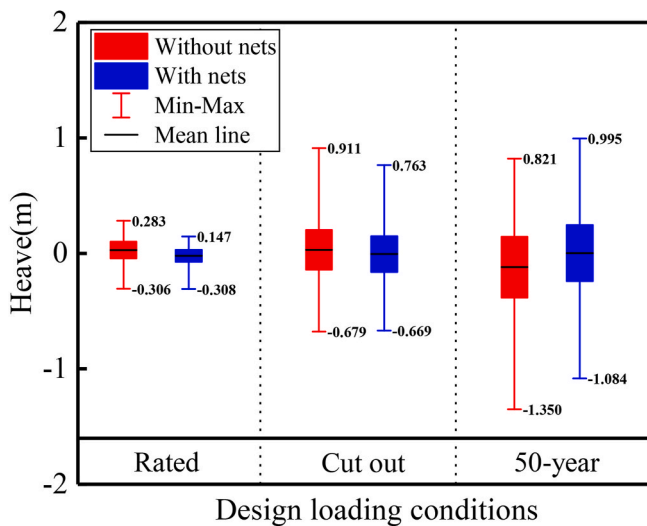 2
1
0
-1
-2
Heave(m)
Without nets
With nets
Min-Max
Mean line
0.283
-0.306
0.147
-0.308
0.911
-0.679
0.763
-0.669
0.821
-1.350
0.995
-1.084
Rated
Cut out
50-year
Design loading conditions